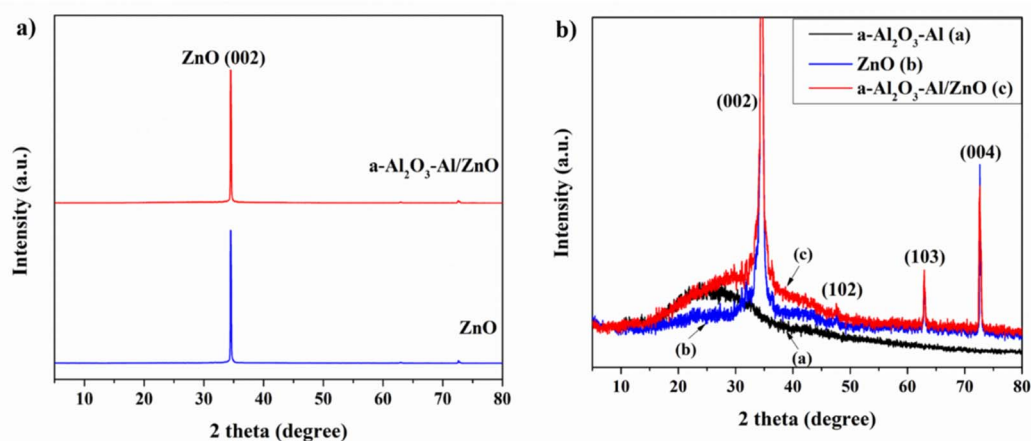 a)
ZnO (002)
a-Al₂O₃-Al/ZnO
ZnO
Intensity (a.u.)
10 20 30 40 50 60 70 80
2 theta (degree)
b)
a-Al₂O₃-Al (a)
ZnO (b)
a-Al₂O₃-Al/ZnO (c)
(002)
(004)
(103)
(c)
(102)
(b)
(a)
Intensity (a.u.)
10 20 30 40 50 60 70 80
2 theta (degree)